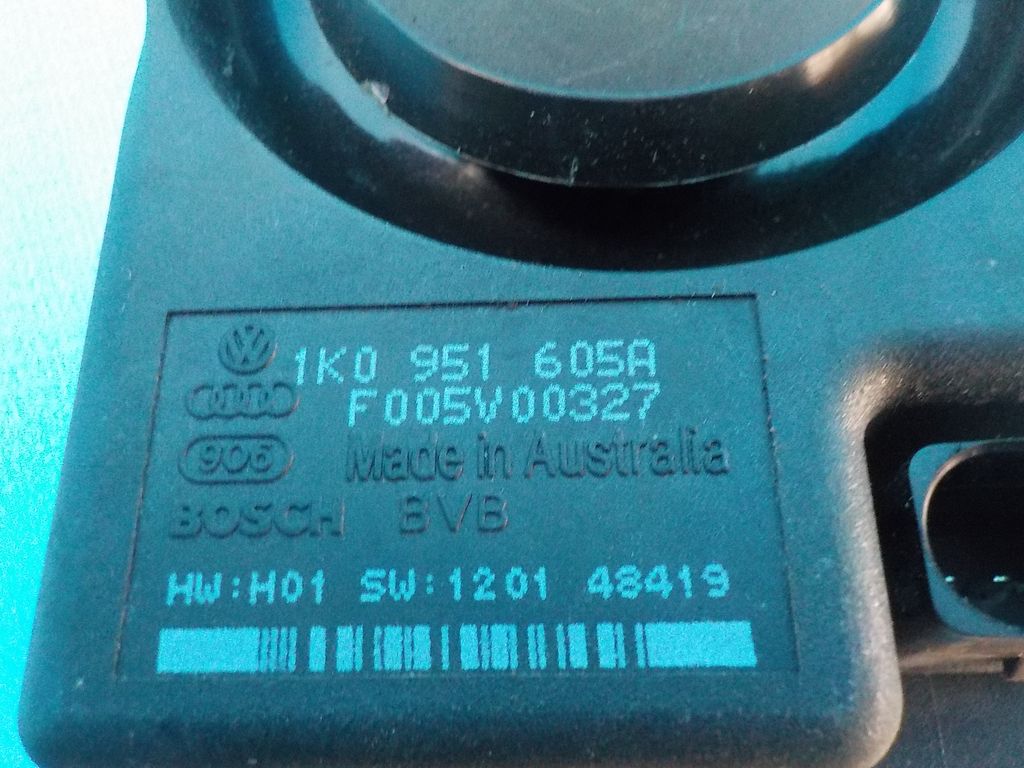 1K0 951 605A
F005V00327
906 Made in Australia
BOSCH BVB
HW:H01 SW:1201 48419